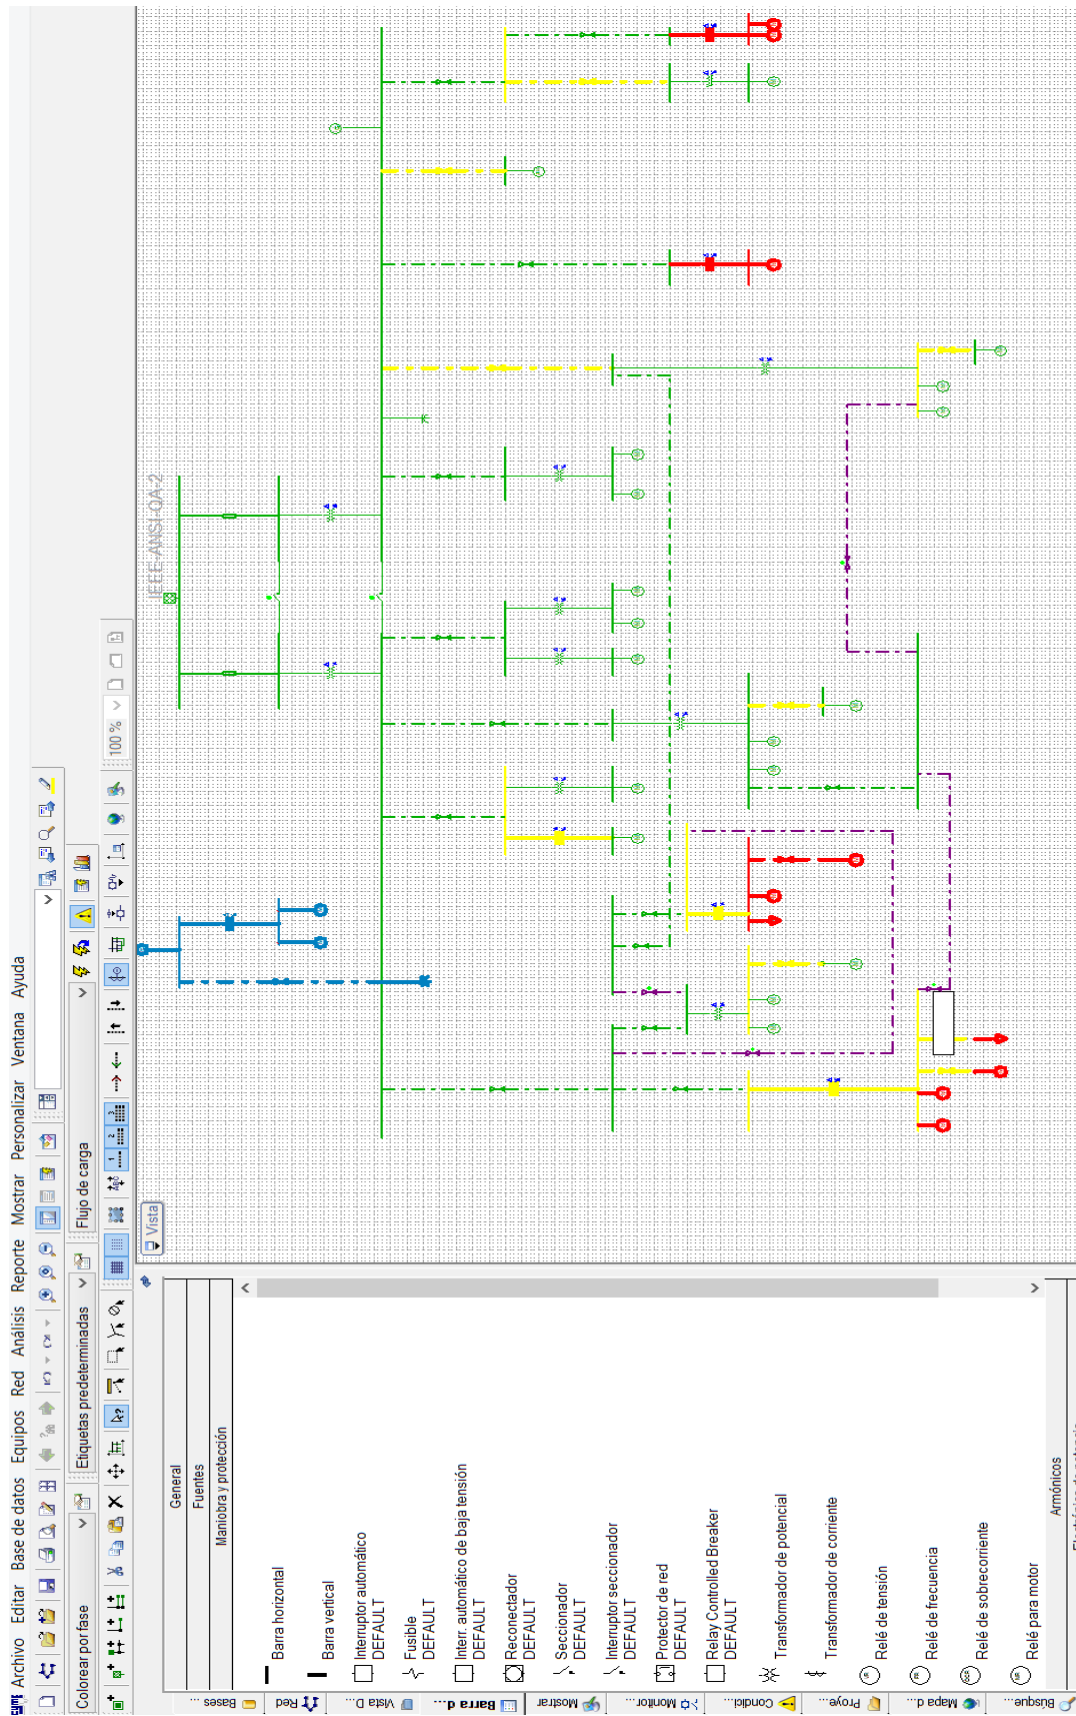 CYME Archivo Editar Base de datos Equipos Red Análisis Reporte Mostrar Personalizar Ventana Ayuda
Colorear por fase
Etiquetas predeterminadas
Flujo de carga
100 %
Vista
IEEE-ANSI-QA-2
General
Fuentes
Maniobra y protección
Barra horizontal
Barra vertical
Interruptor automático
DEFAULT
Fusible
DEFAULT
Interr. automático de baja tensión
DEFAULT
Reconectador
DEFAULT
Seccionador
DEFAULT
Interruptor seccionador
DEFAULT
Protector de red
DEFAULT
Relay Controlled Breaker
DEFAULT
Transformador de potencial
Transformador de corriente
Relé de tensión
Relé de frecuencia
Relé de sobrecorriente
Relé para motor
Armónicos
Bases ...
Red ...
Vista D...
Barra d...
Mostrar
Monitor...
Condici...
Proye...
Mapa d...
Búsque...